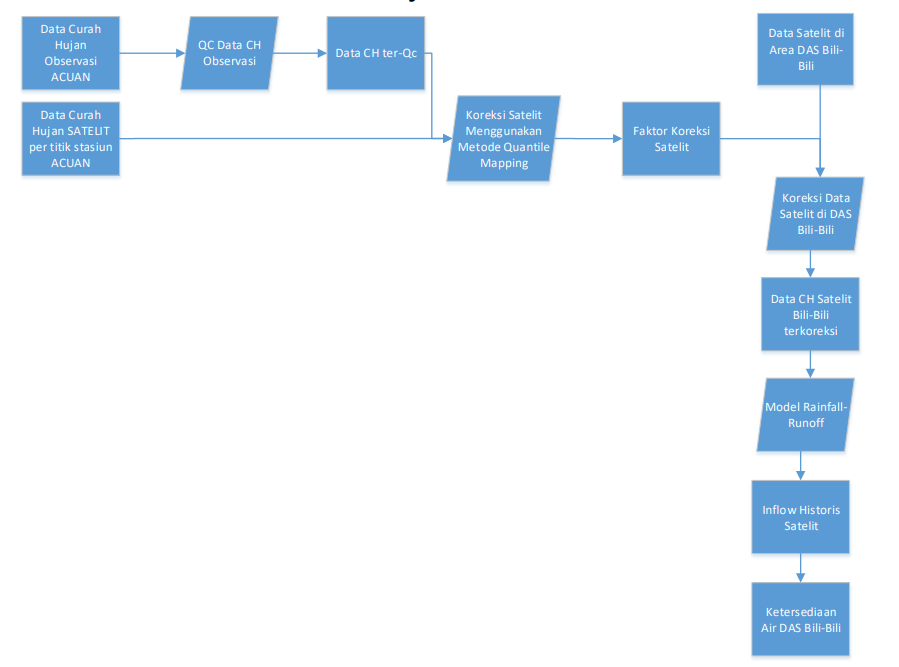 Data Curah
Hujan
Observasi
ACUAN
QC Data CH
Observasi
Data CH ter-Qc
Data Satelit di
Area DAS Bili-
Bili
Data Curah
Hujan SATELIT
per titik stasiun
ACUAN
Koreksi Satelit
Menggunakan
Metode Quantile
Mapping
Faktor Koreksi
Satelit
Koreksi Data
Satelit di DAS
Bili-Bili
Data CH Satelit
Bili-Bili
terkoreksi
Model Rainfall-
Runoff
Inflow Historis
Satelit
Ketersediaan
Air DAS Bili-Bili